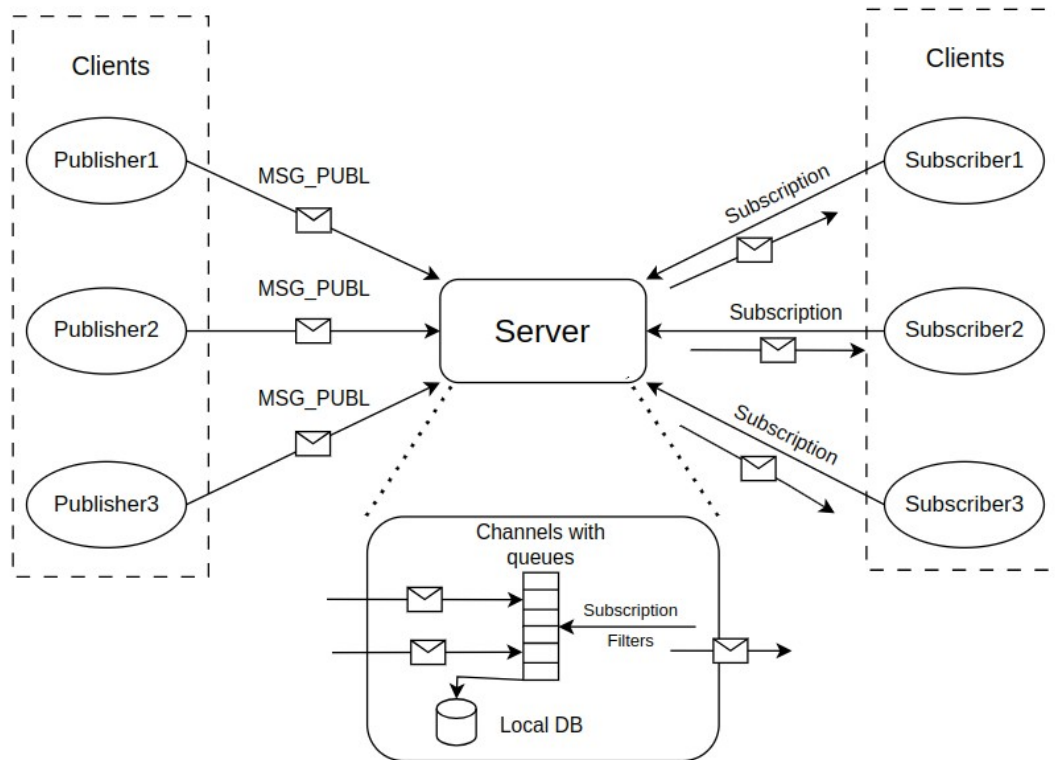 Clients
Clients
Publisher1
MSG_PUBL
Subscription
Subscriber1
Publisher2
MSG_PUBL
Server
Subscription
Subscriber2
Publisher3
MSG_PUBL
Subscription
Subscriber3
Channels with
queues
Subscription
Filters
Local DB